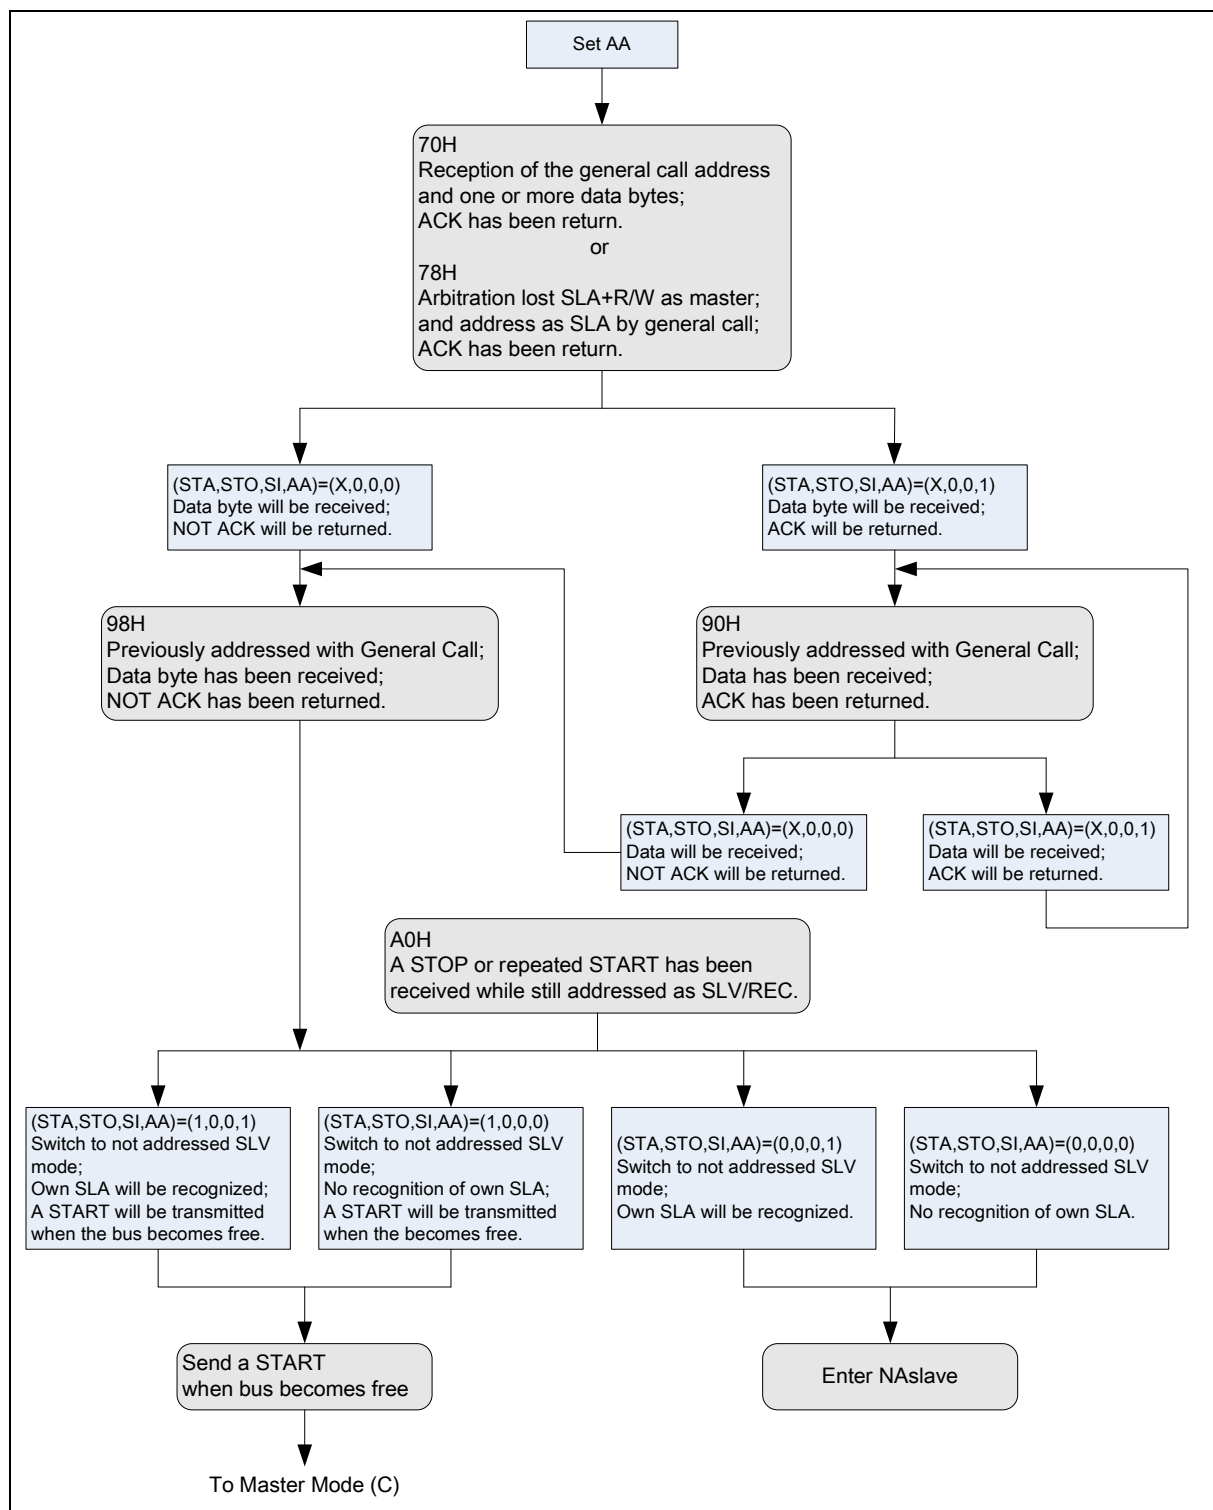 Set AA
70H
Reception of the general call address
and one or more data bytes;
ACK has been return.
or
78H
Arbitration lost SLA+R/W as master;
and address as SLA by general call;
ACK has been return.
(STA,STO,SI,AA)=(X,0,0,0)
Data byte will be received;
NOT ACK will be returned.
(STA,STO,SI,AA)=(X,0,0,1)
Data byte will be received;
ACK will be returned.
98H
Previously addressed with General Call;
Data byte has been received;
NOT ACK has been returned.
90H
Previously addressed with General Call;
Data has been received;
ACK has been returned.
(STA,STO,SI,AA)=(X,0,0,0)
Data will be received;
NOT ACK will be returned.
(STA,STO,SI,AA)=(X,0,0,1)
Data will be received;
ACK will be returned.
A0H
A STOP or repeated START has been
received while still addressed as SLV/REC.
(STA,STO,SI,AA)=(1,0,0,1)
Switch to not addressed SLV
mode;
Own SLA will be recognized;
A START will be transmitted
when the bus becomes free.
(STA,STO,SI,AA)=(1,0,0,0)
Switch to not addressed SLV
mode;
No recognition of own SLA;
A START will be transmitted
when the becomes free.
(STA,STO,SI,AA)=(0,0,0,1)
Switch to not addressed SLV
mode;
Own SLA will be recognized.
(STA,STO,SI,AA)=(0,0,0,0)
Switch to not addressed SLV
mode;
No recognition of own SLA.
Send a START
when bus becomes free
Enter NAslave
To Master Mode (C)